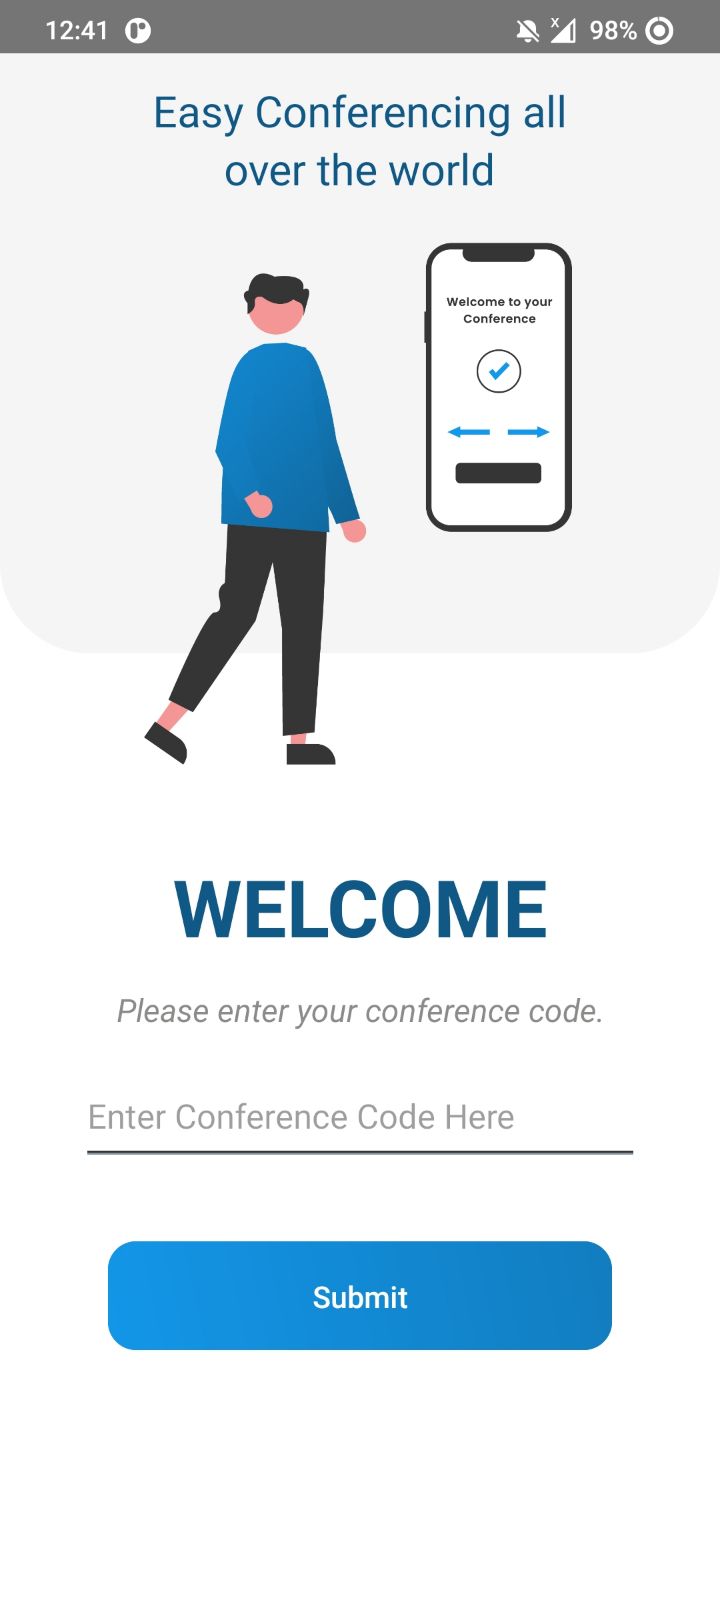 12:41
x
98%
Easy Conferencing all
over the world
Welcome to your
Conference
WELCOME
Please enter your conference code.
Enter Conference Code Here
Submit